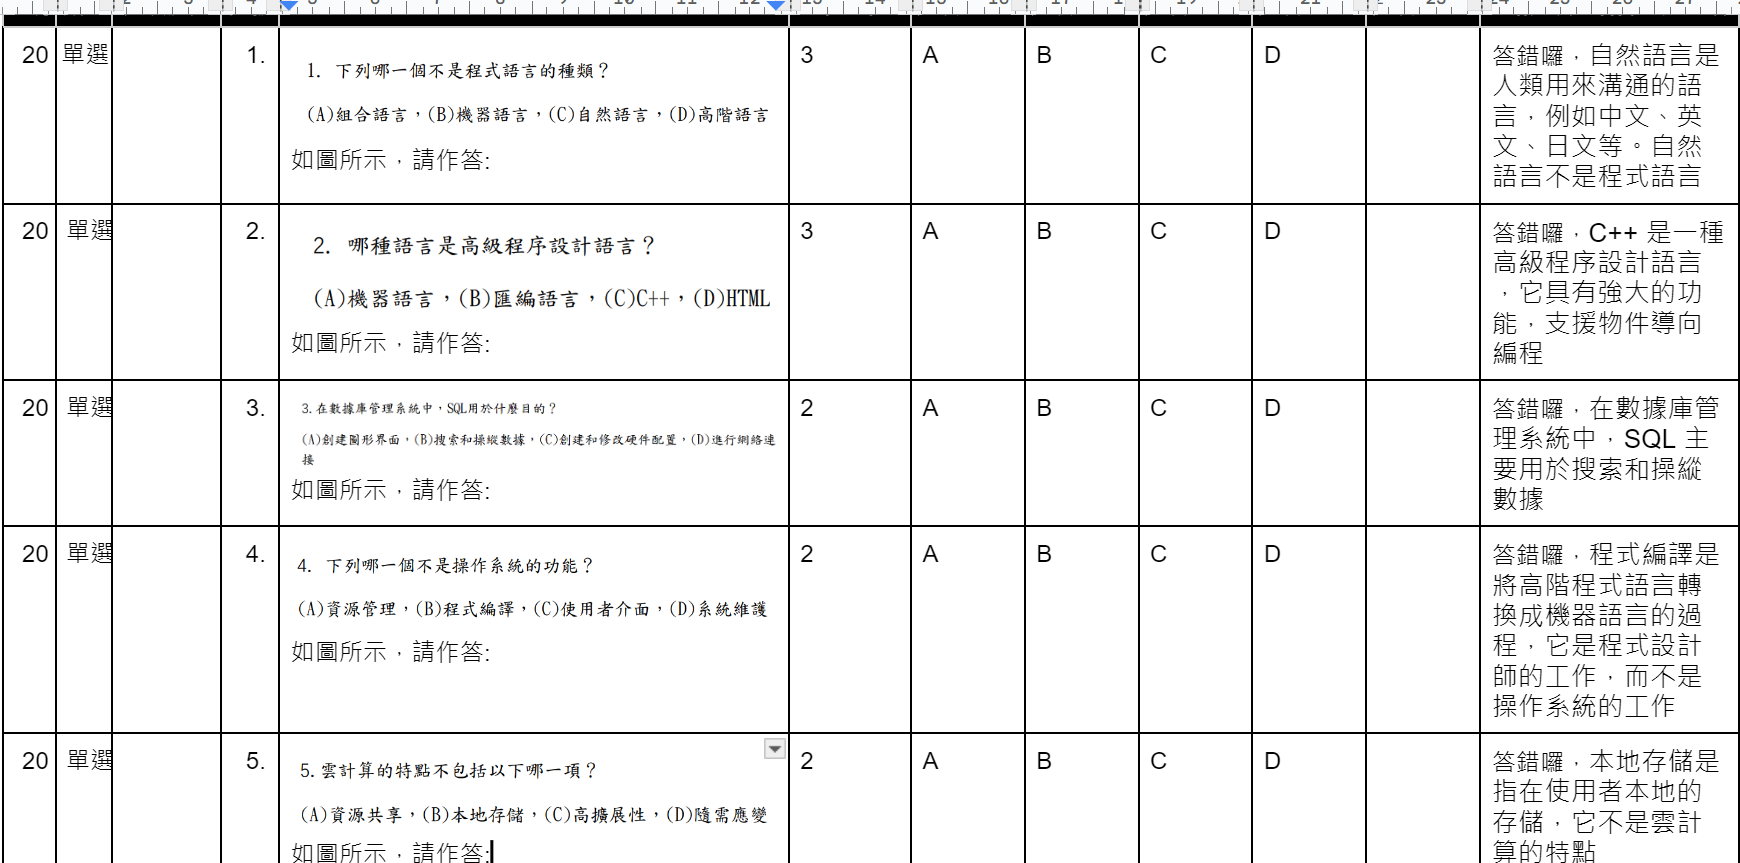 20 單選 1. 1. 下列哪一個不是程式語言的種類？ 3 A B C D 答錯囉，自然語言是
人類用來溝通的語
(A)組合語言，(B)機器語言，(C)自然語言，(D)高階語言 言，例如中文、英
文、日文等。自然
如圖所示，請作答: 語言不是程式語言
20 單選 2. 2. 哪種語言是高級程序設計語言？ 3 A B C D 答錯囉，C++ 是一種
高級程序設計語言
(A)機器語言，(B)匯編語言，(C)C++，(D)HTML ，它具有強大的功
能，支援物件導向
如圖所示，請作答: 編程
20 單選 3. 3.在數據庫管理系統中，SQL用於什麼目的？ 2 A B C D 答錯囉，在數據庫管
(A)創建圖形界面，(B)搜索和操縱數據，(C)創建和修改硬件配置，(D)進行網絡連 理系統中，SQL 主
接 要用於搜索和操縱
如圖所示，請作答: 數據
20 單選 4. 4. 下列哪一個不是操作系統的功能？ 2 A B C D 答錯囉，程式編譯是
將高階程式語言轉
(A)資源管理，(B)程式編譯，(C)使用者介面，(D)系統維護 換成機器語言的過
程，它是程式設計
如圖所示，請作答: 師的工作，而不是
操作系統的工作
20 單選 5. 5.雲計算的特點不包括以下哪一項？ 2 A B C D 答錯囉，本地存儲是
指在使用者本地的
(A)資源共享，(B)本地存儲，(C)高擴展性，(D)隨需應變 存儲，它不是雲計
如圖所示，請作答: 算的特點